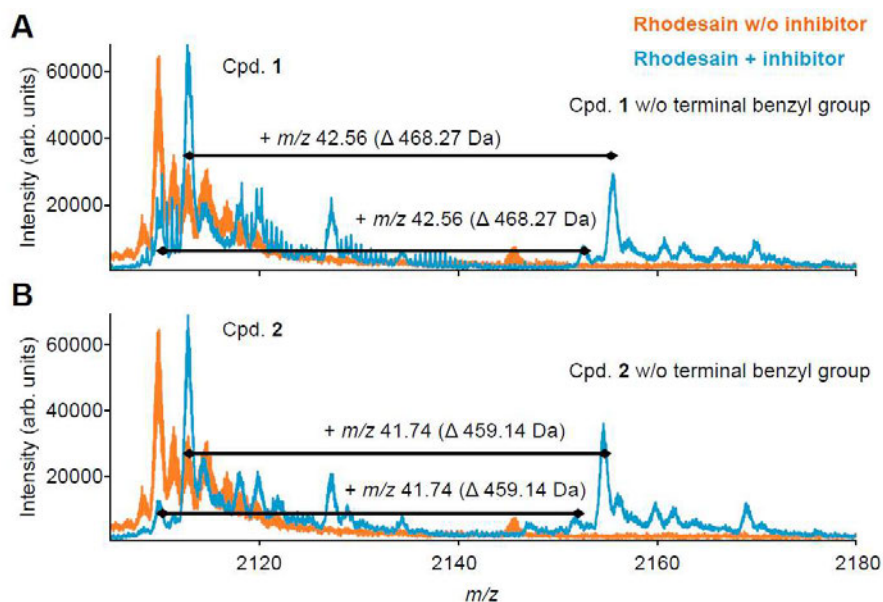 A
Rhodesain w/o inhibitor
Rhodesain + inhibitor
Cpd. 1
Cpd. 1 w/o terminal benzyl group
+ m/z 42.56 (Δ 468.27 Da)
+ m/z 42.56 (Δ 468.27 Da)
Intensity (arb. units)
60000
40000
20000
2120
2140
2160
2180
B
Cpd. 2
Cpd. 2 w/o terminal benzyl group
+ m/z 41.74 (Δ 459.14 Da)
+ m/z 41.74 (Δ 459.14 Da)
Intensity (arb. units)
60000
40000
20000
2120
2140
2160
2180
m/z